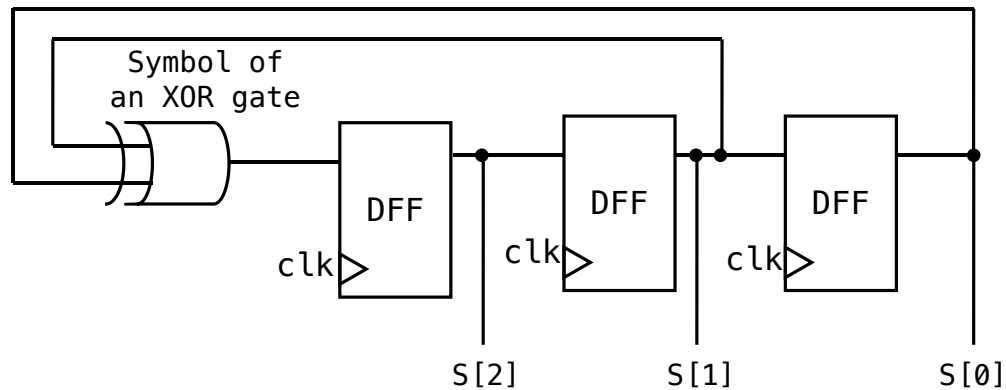 Symbol of
an XOR gate
DFF
DFF
DFF
clk
clk
clk
S[2]
S[1]
S[0]